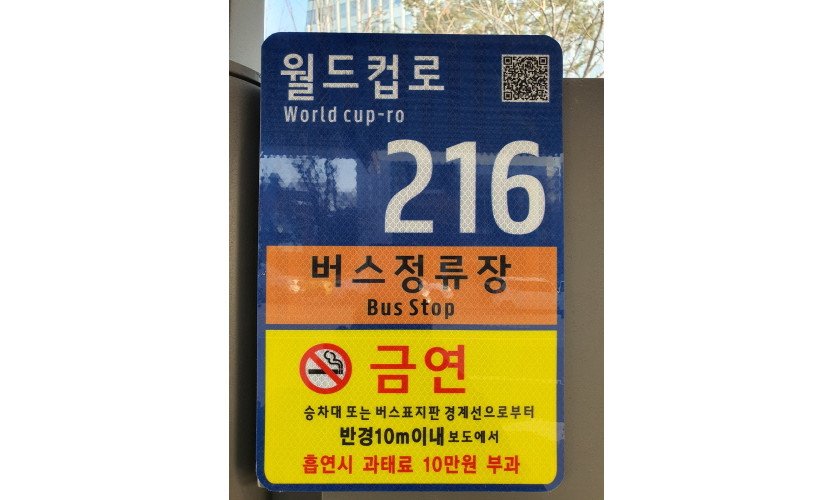 월드컵로
World cup-ro
216
버스정류장
Bus Stop
금연
승차대 또는 버스표지판 경계선으로부터
반경10m이내 보도에서
흡연시 과태료 10만원 부과